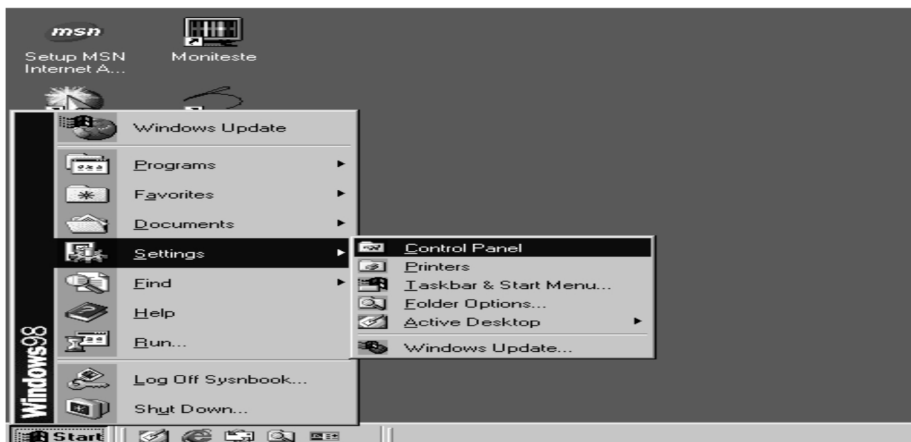 msn
Setup MSN
Internet A...
Moniteste
Windows Update
Programs
Favorites
Documents
Settings
Find
Help
Run...
Log Off Sysnbook...
Shut Down...
Windows98
Control Panel
Printers
Taskbar & Start Menu...
Folder Options...
Active Desktop
Windows Update...
Start